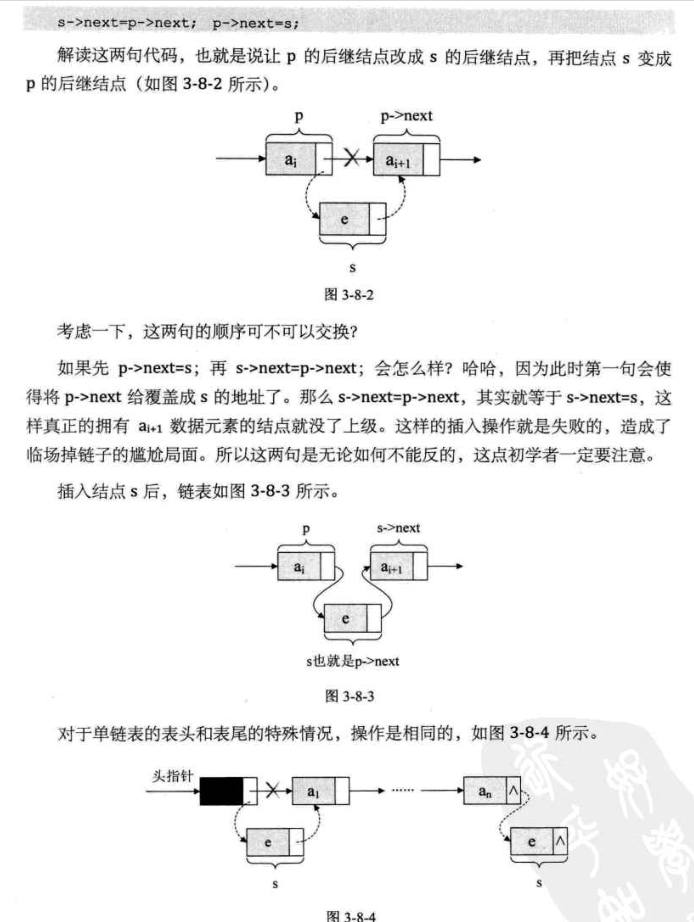 s->next=p->next; p->next=s;
解读这两句代码，也就是说让 p 的后继结点改成 s 的后继结点，再把结点 s 变成
p 的后继结点（如图 3-8-2 所示）。
p p->next
ai ai+1
e
s
图 3-8-2
考虑一下，这两句的顺序可不可以交换？
如果先 p->next=s；再 s->next=p->next；会怎么样？哈哈，因为此时第一句会使
得将 p->next 给覆盖成 s 的地址了。那么 s->next=p->next，其实就等于 s->next=s，这
样真正的拥有 ai+1 数据元素的结点就没了上级。这样的插入操作就是失败的，造成了
临场掉链子的尴尬局面。所以这两句是无论如何不能反的，这点初学者一定要注意。
插入结点 s 后，链表如图 3-8-3 所示。
p s->next
ai ai+1
e
s也就是p->next
图 3-8-3
对于单链表的表头和表尾的特殊情况，操作是相同的，如图 3-8-4 所示。
头指针
a1 …… an ∧
e e ∧
s s
图 3-8-4